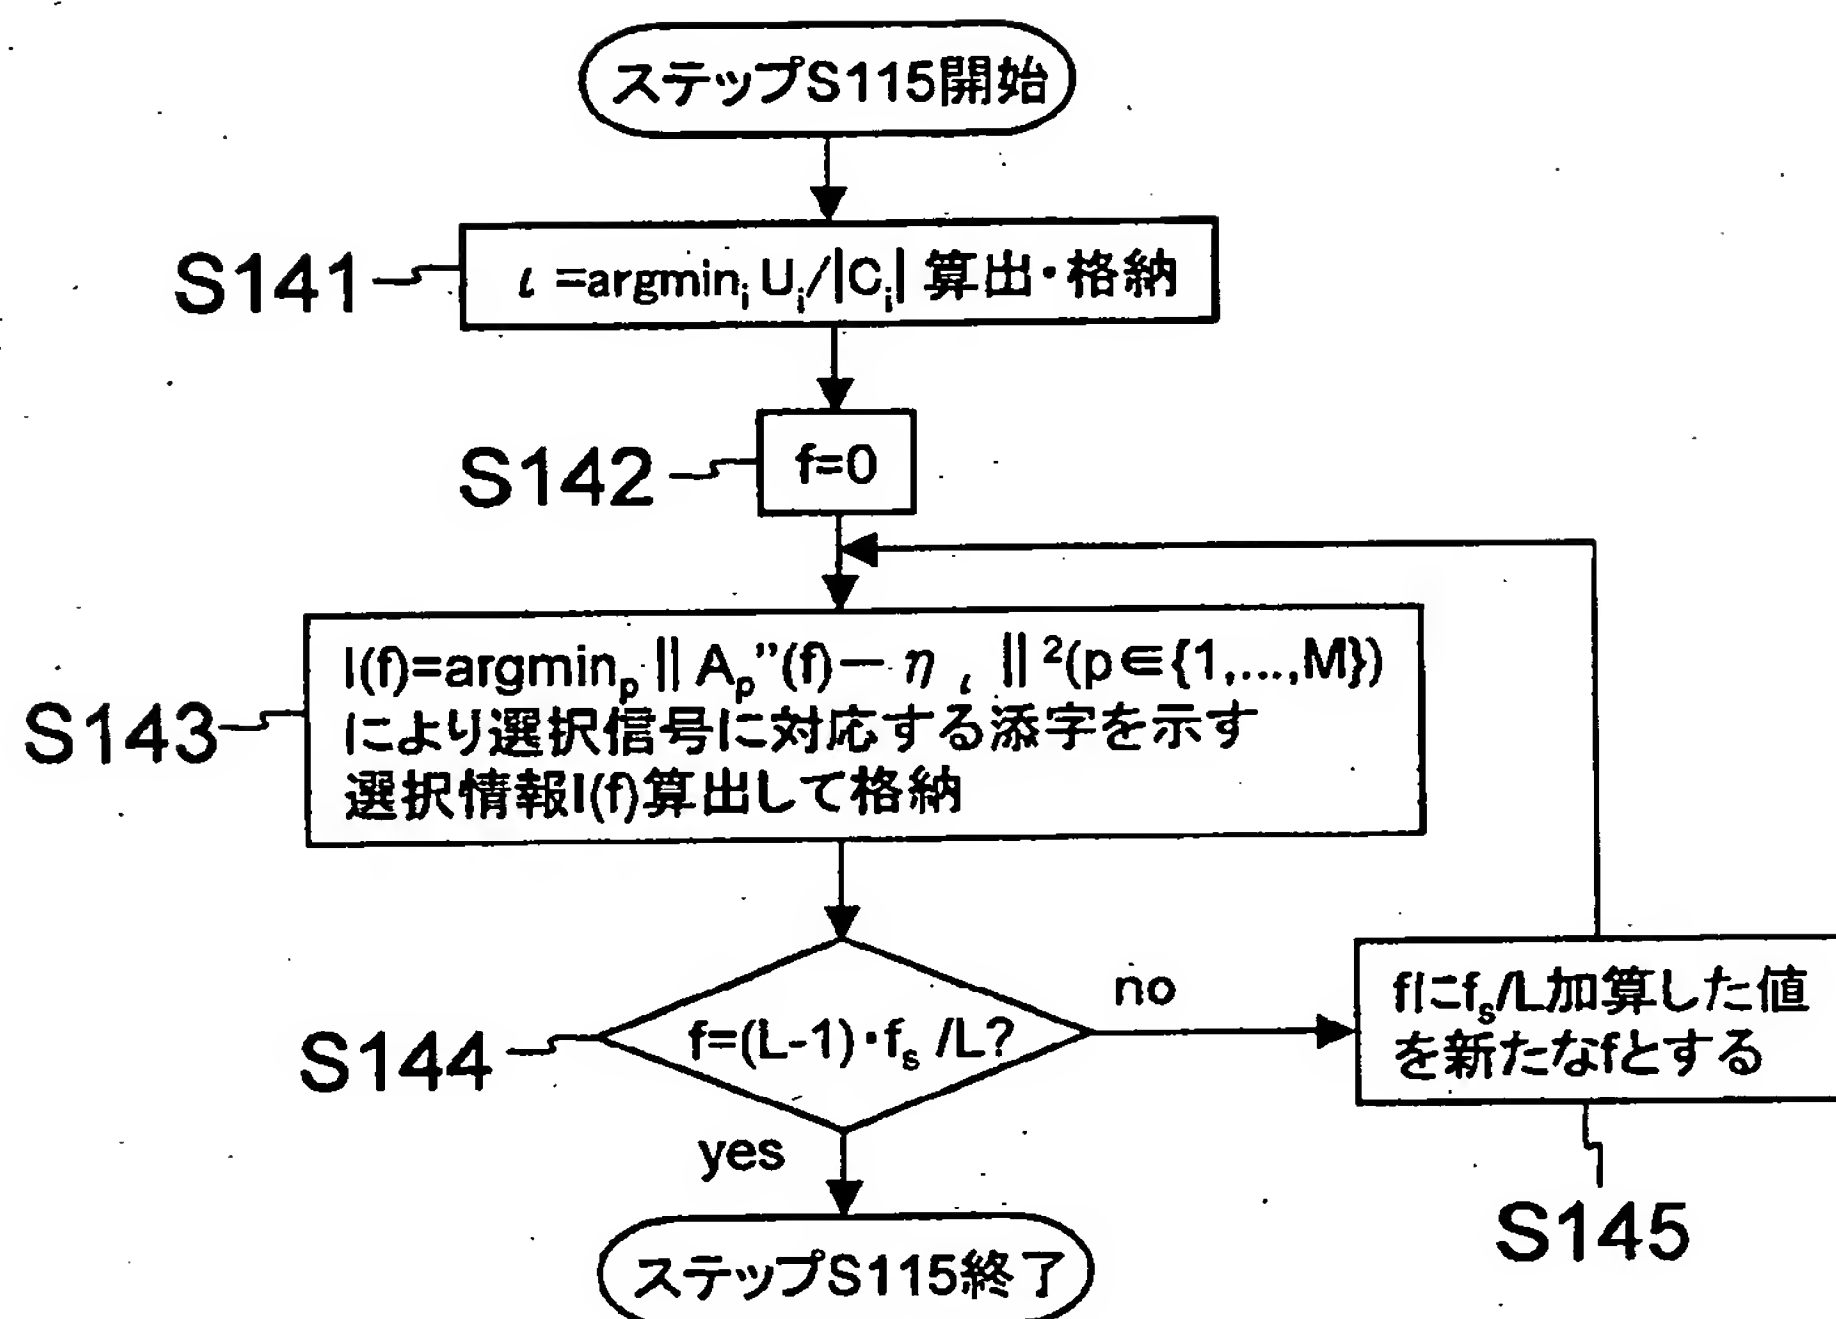 ステップS115開始
S141
ι =argminᵢ Uᵢ/|Cᵢ| 算出・格納
S142
f=0
S143
I(f)=argminₚ ‖ Aₚ”(f)− η ι ‖ ²(p∈{1,...,M})
により選択信号に対応する添字を示す
選択情報I(f)算出して格納
S144
f=(L-1)・fₛ /L?
no
fにfₛ/L加算した値
を新たなfとする
yes
S145
ステップS115終了